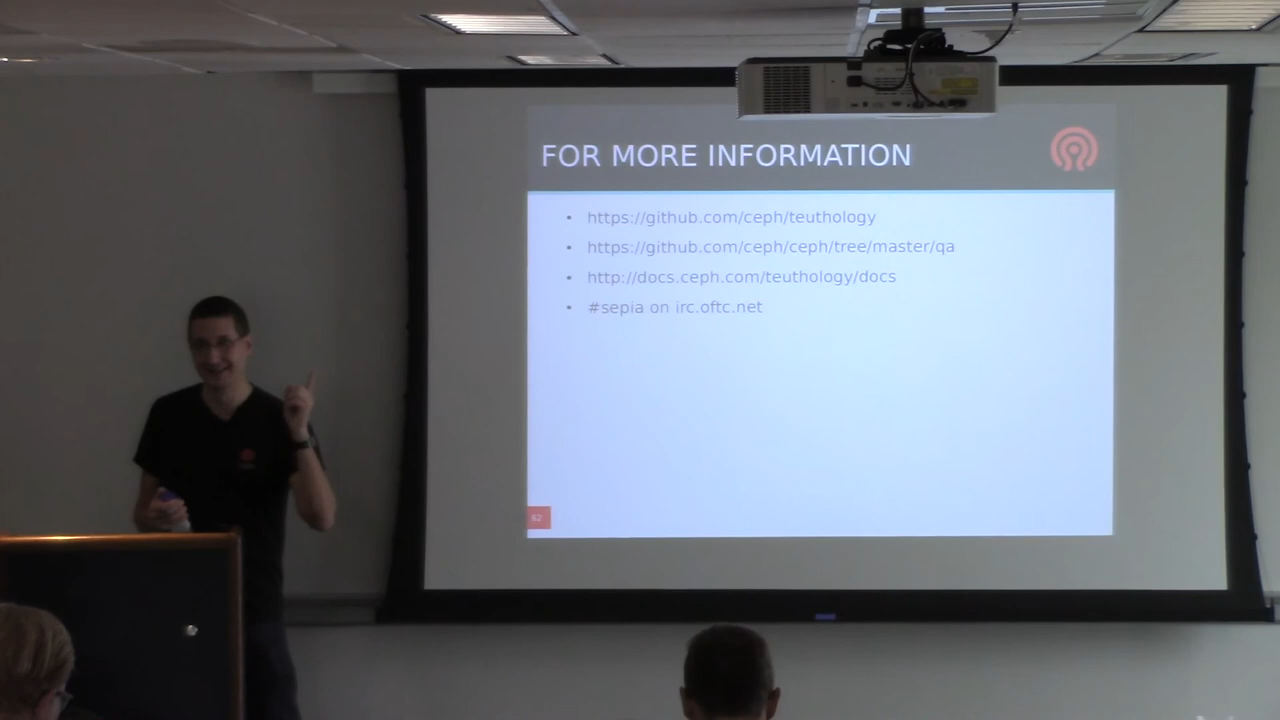 FOR MORE INFORMATION
• https://github.com/ceph/teuthology
• https://github.com/ceph/ceph/tree/master/qa
• http://docs.ceph.com/teuthology/docs
• #sepia on irc.oftc.net
62